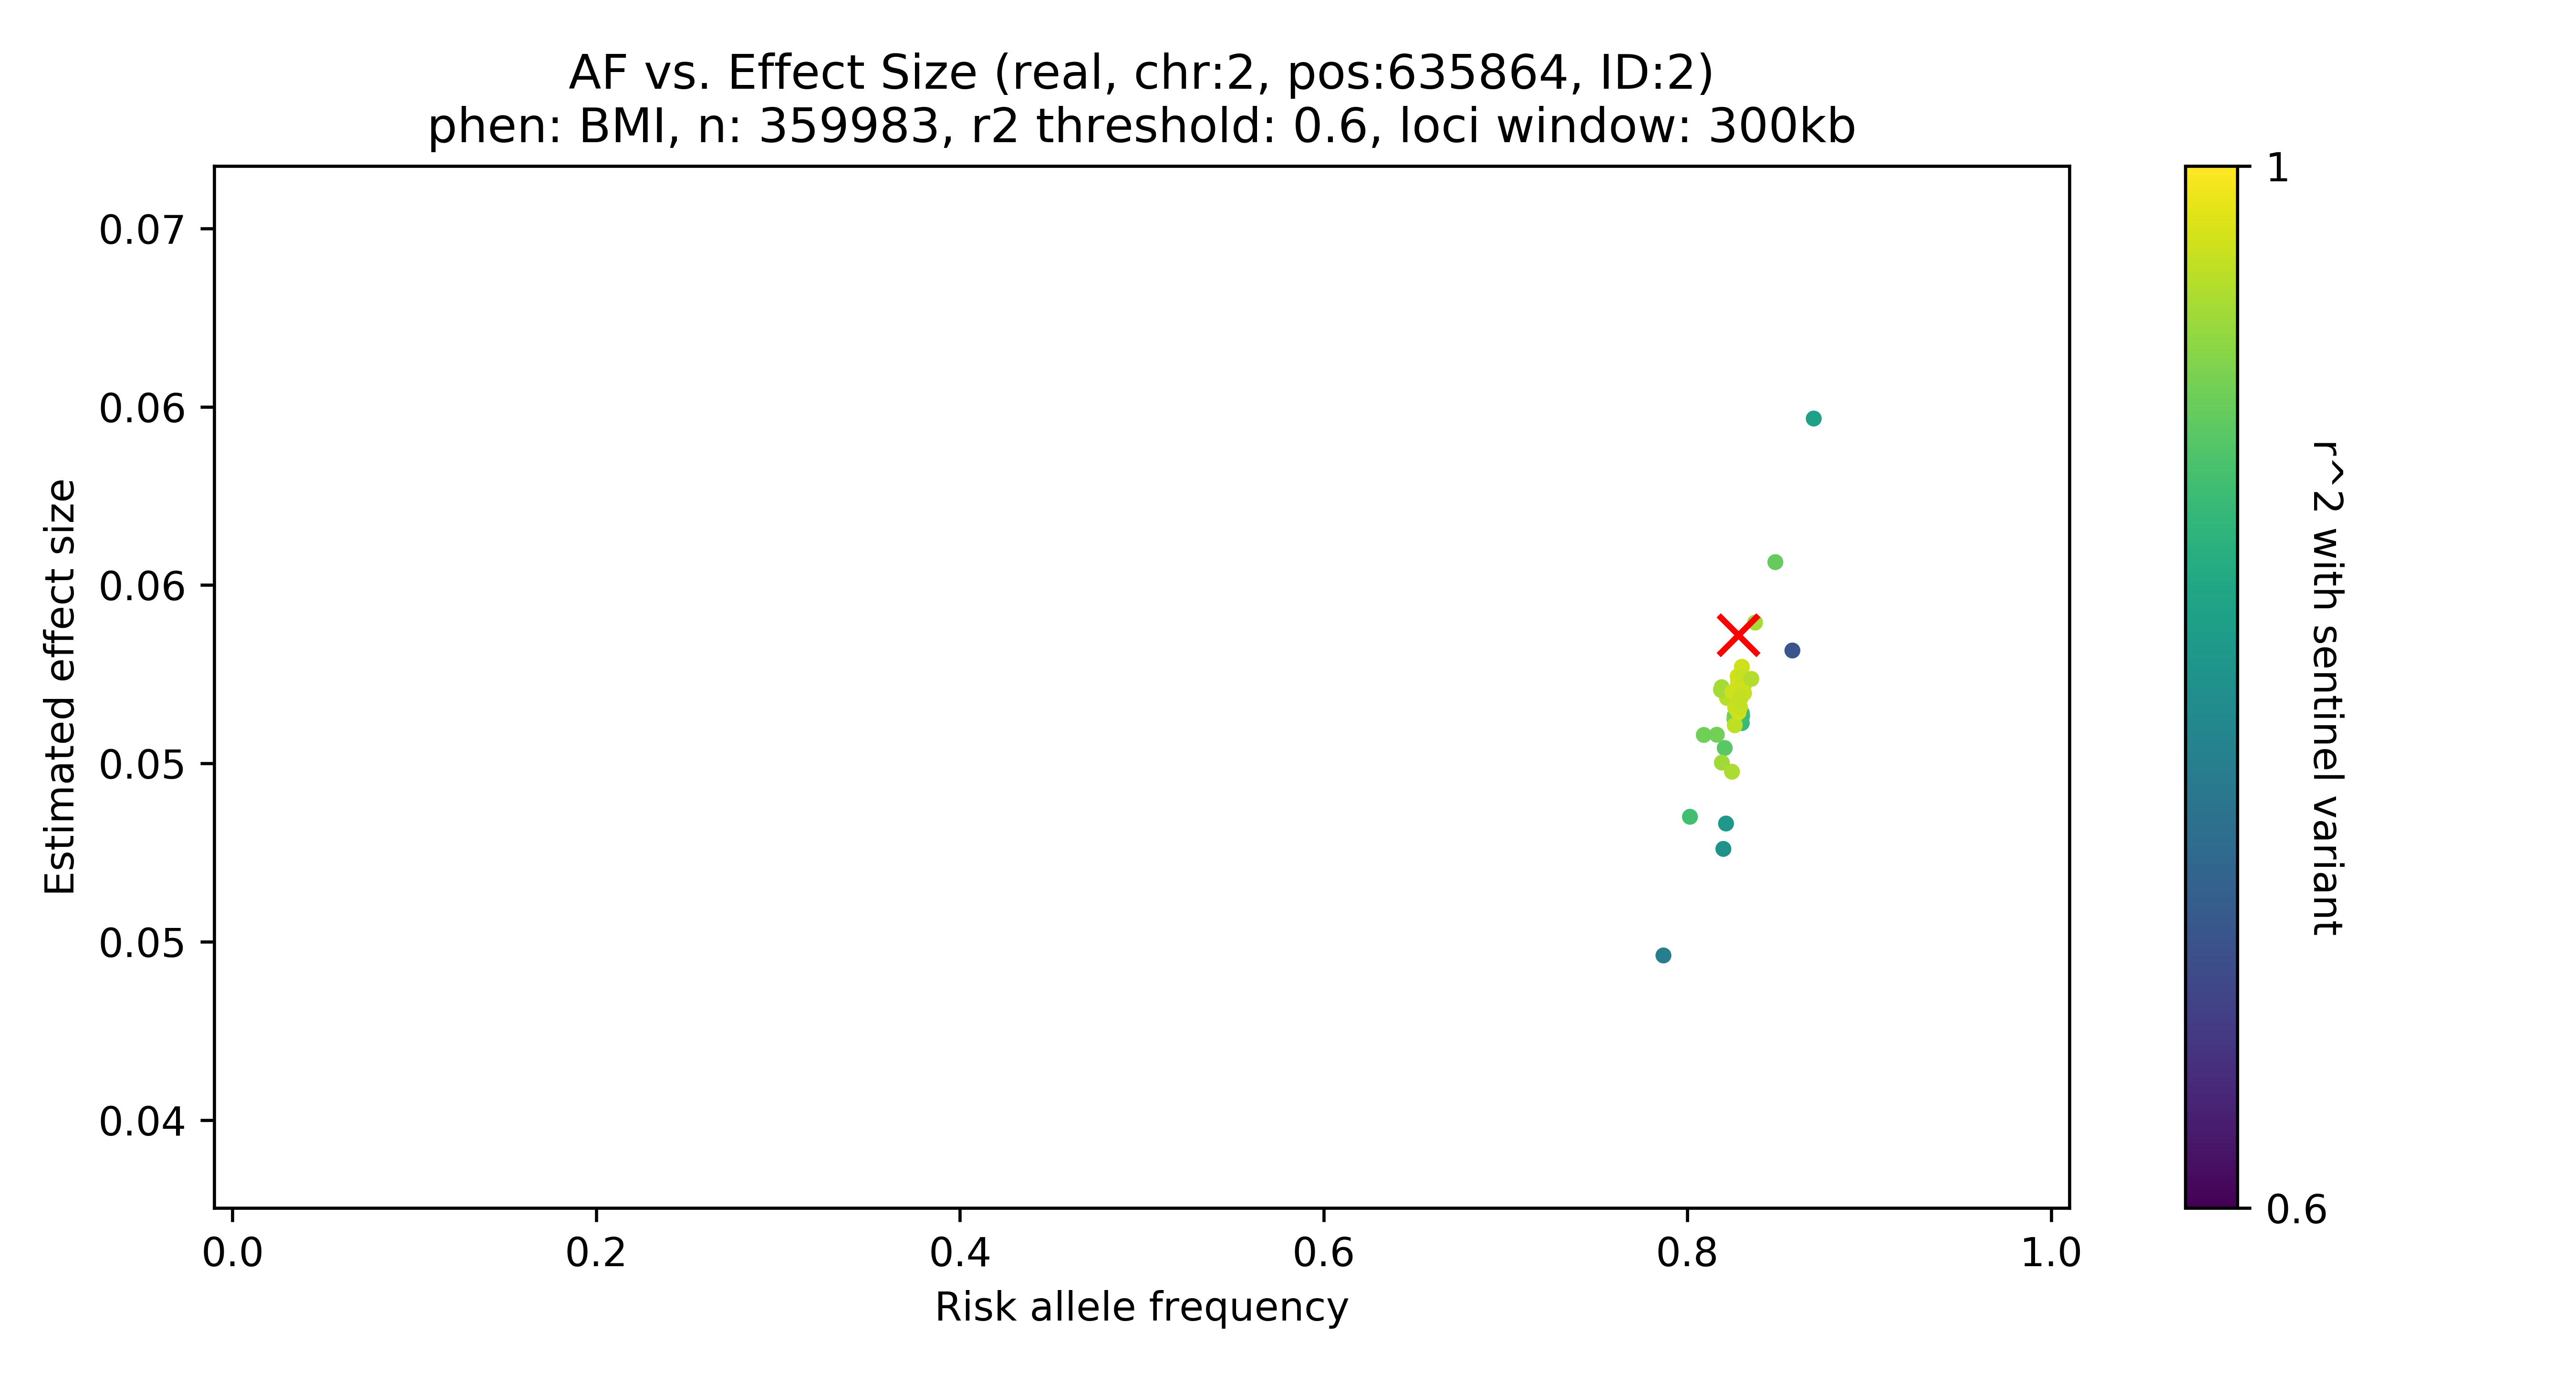 AF vs. Effect Size (real, chr:2, pos:635864, ID:2)
phen: BMI, n: 359983, r2 threshold: 0.6, loci window: 300kb
0.07
0.06
0.06
0.05
0.05
0.04
Estimated effect size
0.0
0.2
0.4
0.6
0.8
1.0
Risk allele frequency
1
0.6
r^2 with sentinel variant